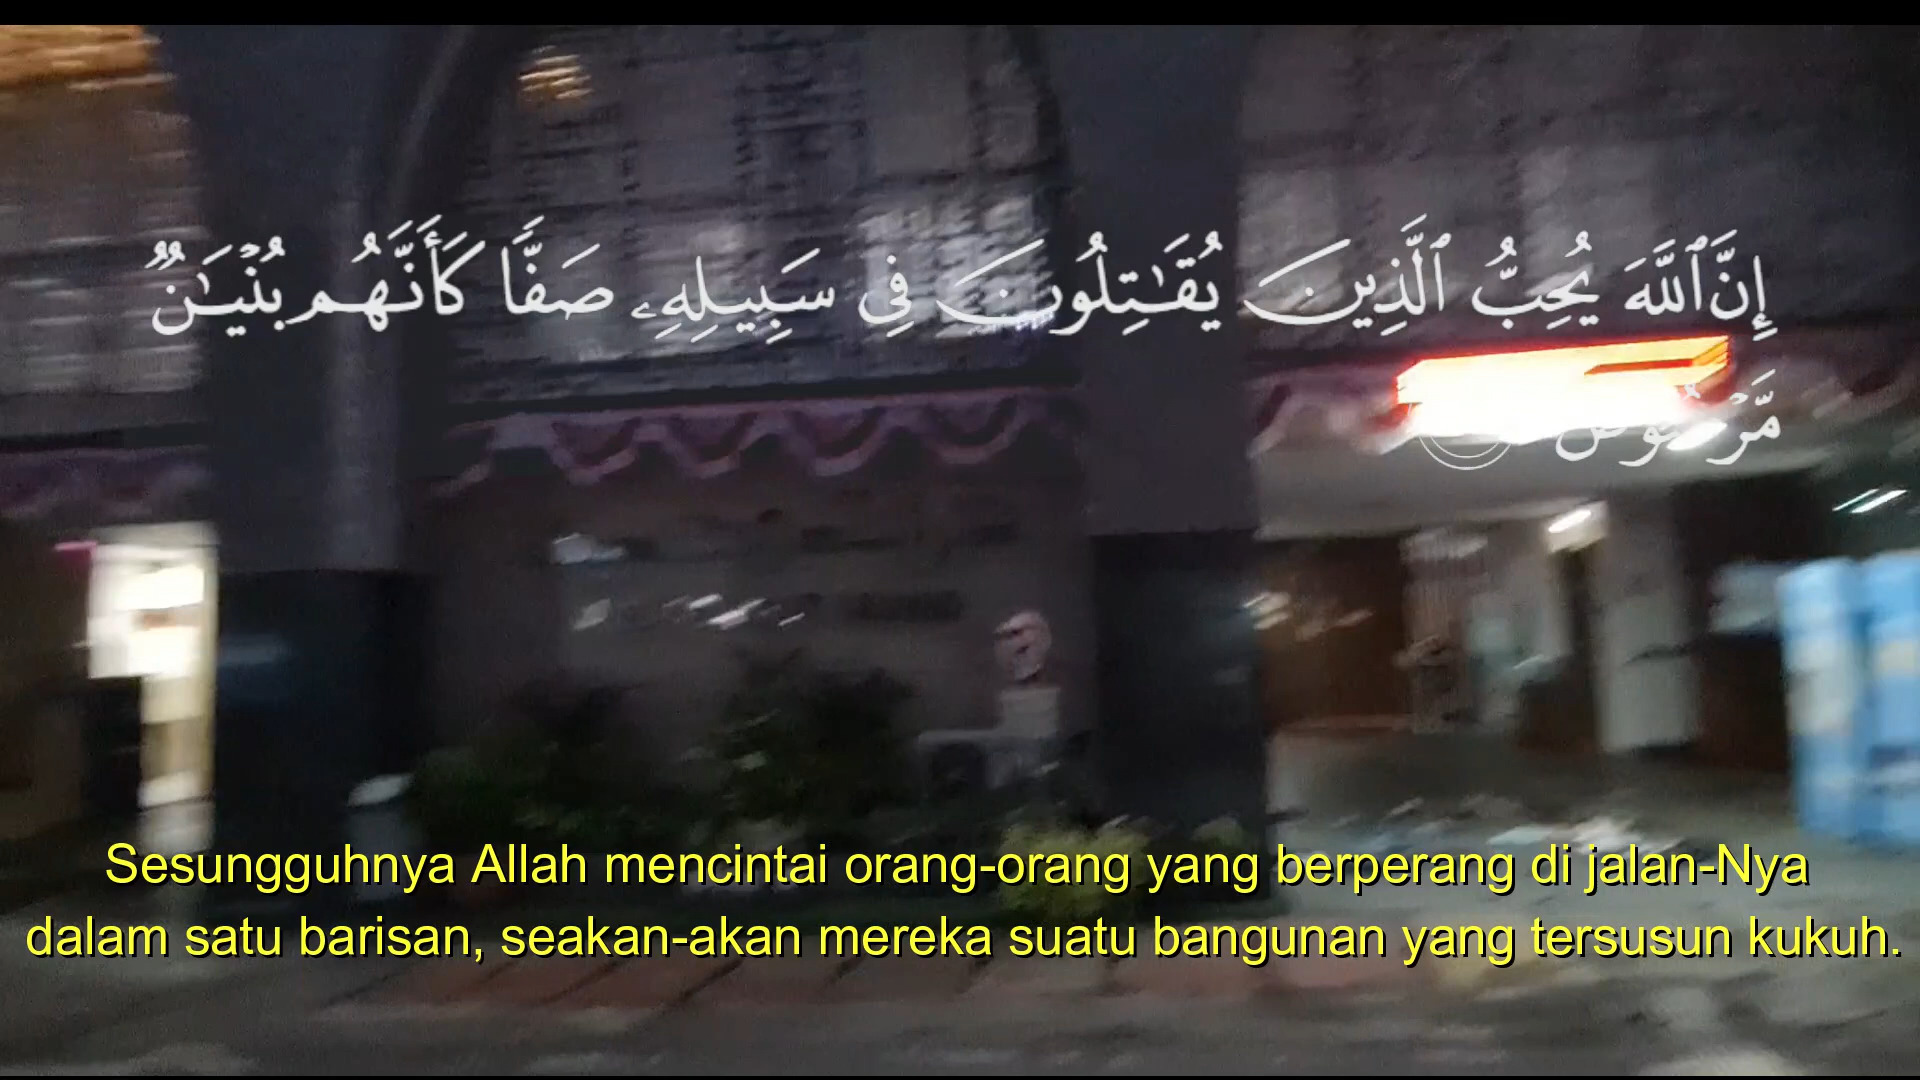 إِنَّ ٱللَّهَ يُحِبُّ ٱلَّذِينَ يُقَـٰتِلُونَ فِى سَبِيلِهِۦ صَفًّا كَأَنَّهُم بُنْيَـٰنٌ
مَّرْصُوصٌ
Sesungguhnya Allah mencintai orang-orang yang berperang di jalan-Nya
dalam satu barisan, seakan-akan mereka suatu bangunan yang tersusun kukuh.